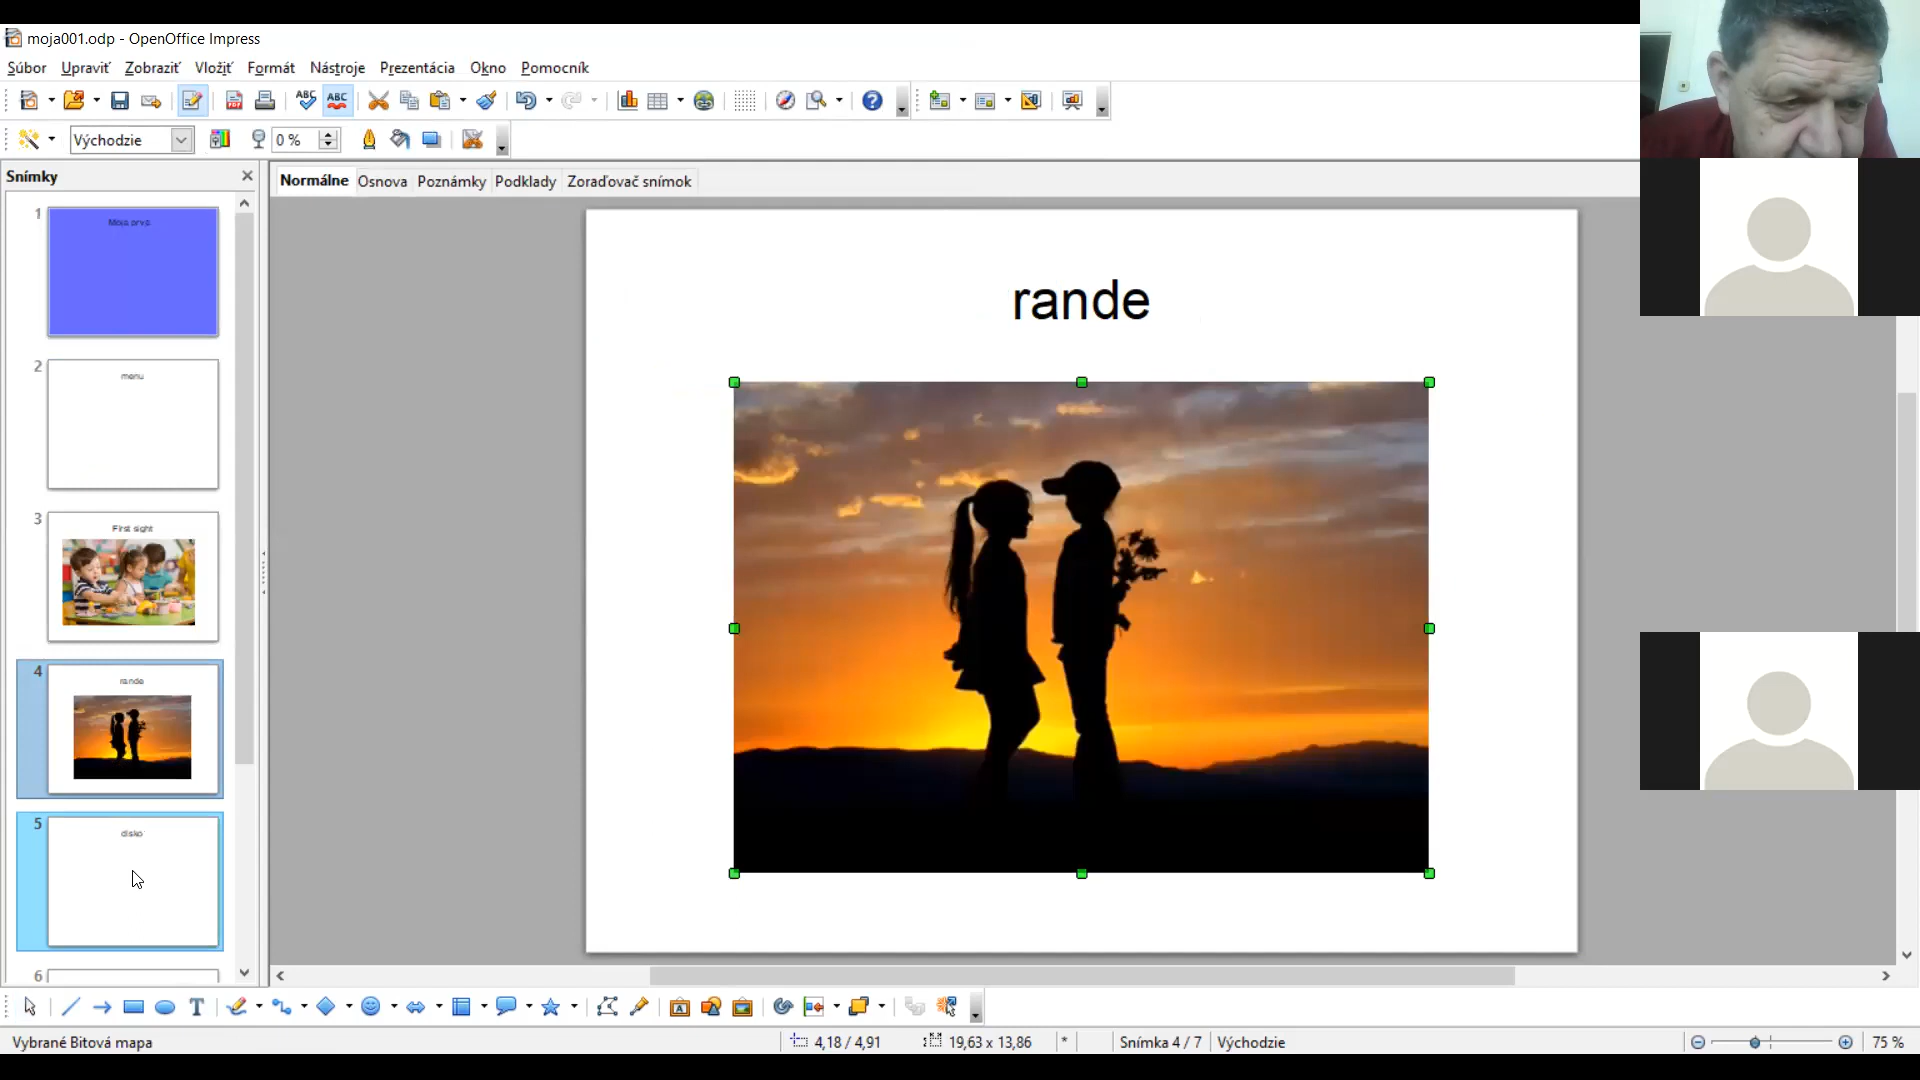 moja001.odp - OpenOffice Impress
Súbor Upraviť Zobraziť Vložiť Formát Nástroje Prezentácia Okno Pomocník
Východzie
0 %
Snímky
Normálne Osnova Poznámky Podklady Zoraďovač snímok
1
Moja prva
2
menu
3
First sight
4
rande
5
disko
6
rande
Vybrané Bitová mapa
4,18 / 4,91
19,63 x 13,86
*
Snímka 4 / 7
Východzie
75 %